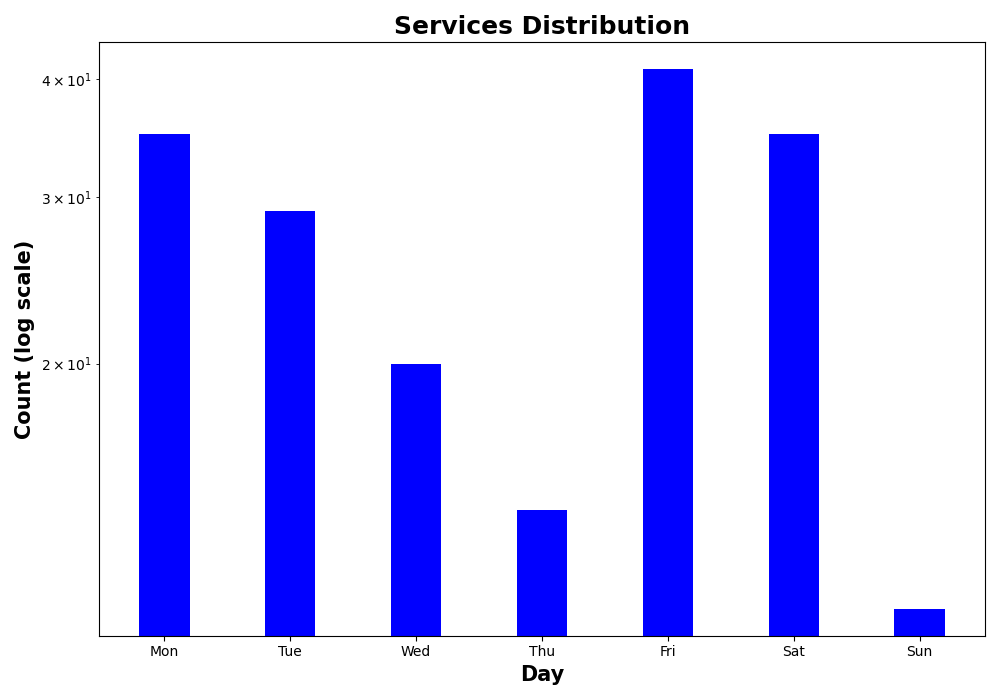 Services Distribution
Count (log scale)
4 × 10¹
3 × 10¹
2 × 10¹
Mon Tue Wed Thu Fri Sat Sun
Day